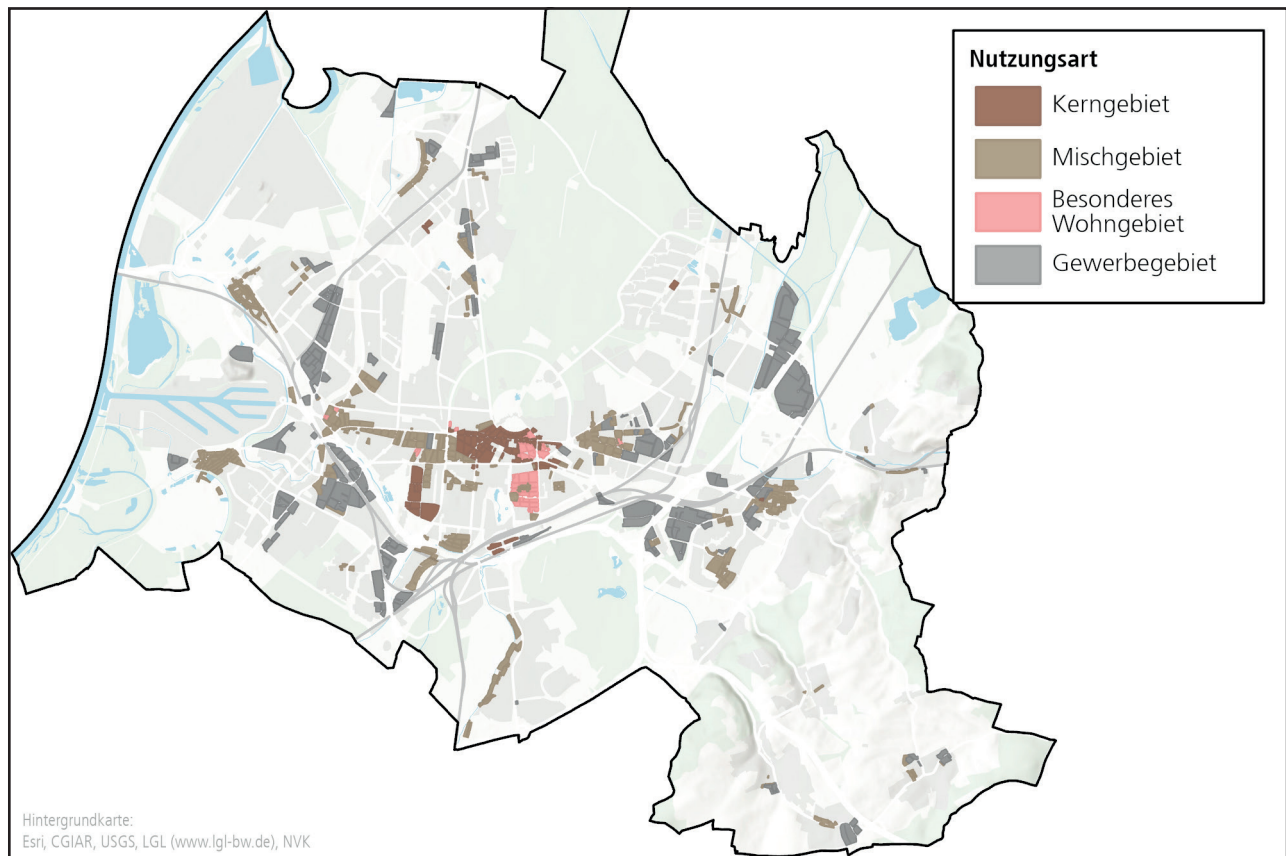 Nutzungsart
Kerngebiet
Mischgebiet
Besonderes
Wohngebiet
Gewerbegebiet
Hintergrundkarte:
Esri, CGIAR, USGS, LGL (www.lgl-bw.de), NVK